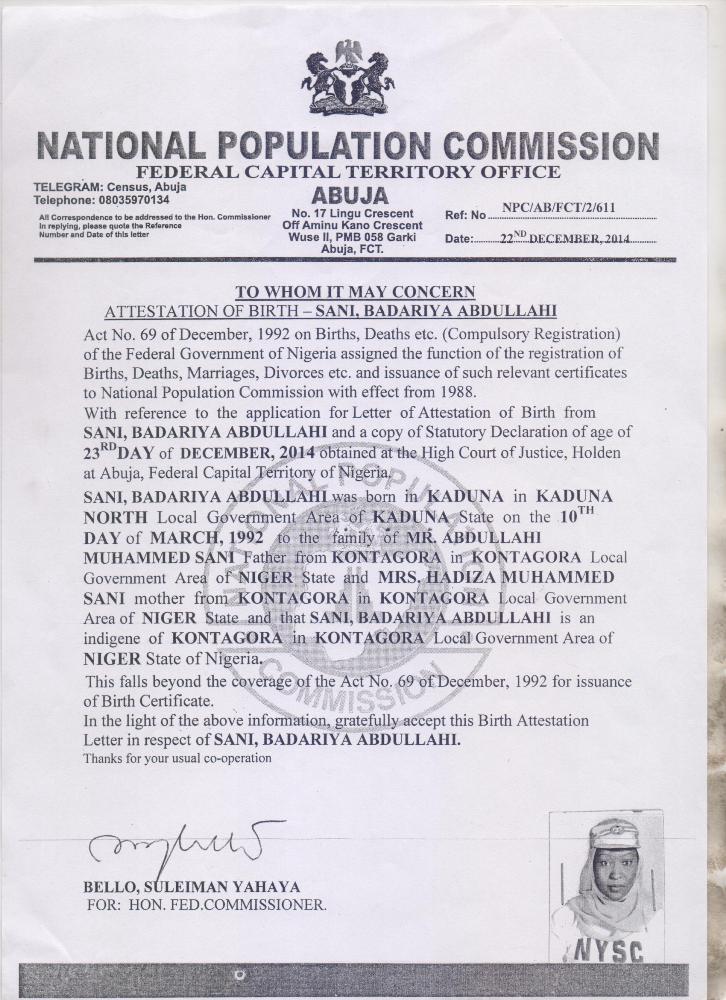 NATIONAL POPULATION COMMISSION
FEDERAL CAPITAL TERRITORY OFFICE
ABUJA
TELEGRAM: Census, Abuja
Telephone: 08035970134
All Correspondence to be addressed to the Hon. Commissioner
In replying, please quote the Reference
Number and Date of this letter
No. 17 Lingu Crescent
Off Aminu Kano Crescent
Wuse II, PMB 058 Garki
Abuja, FCT.
Ref: No NPC/AB/FCT/2/611
Date: 22ND DECEMBER, 2014
TO WHOM IT MAY CONCERN
ATTESTATION OF BIRTH – SANI, BADARIYA ABDULLAHI
Act No. 69 of December, 1992 on Births, Deaths etc. (Compulsory Registration)
of the Federal Government of Nigeria assigned the function of the registration of
Births, Deaths, Marriages, Divorces etc. and issuance of such relevant certificates
to National Population Commission with effect from 1988.
With reference to the application for Letter of Attestation of Birth from
SANI, BADARIYA ABDULLAHI and a copy of Statutory Declaration of age of
23RD DAY of DECEMBER, 2014 obtained at the High Court of Justice, Holden
at Abuja, Federal Capital Territory of Nigeria.
SANI, BADARIYA ABDULLAHI was born in KADUNA in KADUNA
NORTH Local Government Area of KADUNA State on the 10TH
DAY of MARCH, 1992 to the family of MR. ABDULLAHI
MUHAMMED SANI Father from KONTAGORA in KONTAGORA Local
Government Area of NIGER State and MRS. HADIZA MUHAMMED
SANI mother from KONTAGORA in KONTAGORA Local Government
Area of NIGER State and that SANI, BADARIYA ABDULLAHI is an
indigene of KONTAGORA in KONTAGORA Local Government Area of
NIGER State of Nigeria.
This falls beyond the coverage of the Act No. 69 of December, 1992 for issuance
of Birth Certificate.
In the light of the above information, gratefully accept this Birth Attestation
Letter in respect of SANI, BADARIYA ABDULLAHI.
Thanks for your usual co-operation
BELLO, SULEIMAN YAHAYA
FOR: HON. FED.COMMISSIONER.
NYSC
NATIONAL POPULATION
COMMISSION